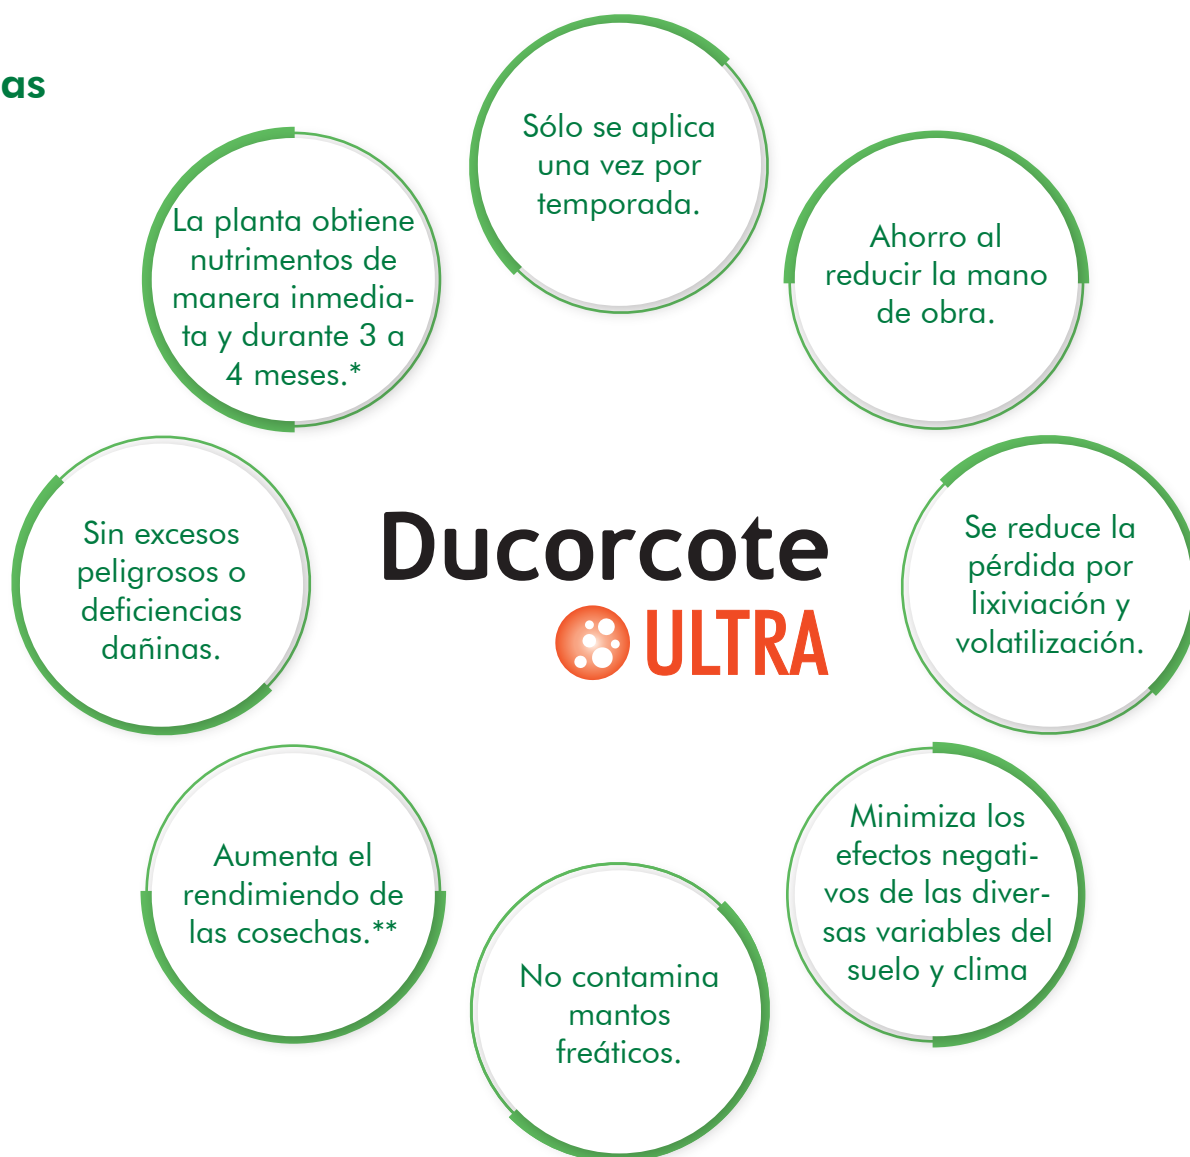 as
Sólo se aplica
una vez por
temporada.
La planta obtiene
nutrimentos de
manera inmedia-
ta y durante 3 a
4 meses.*
Ahorro al
reducir la mano
de obra.
Sin excesos
peligrosos o
deficiencias
dañinas.
Ducorcote
ULTRA
Se reduce la
pérdida por
lixiviación y
volatilización.
Aumenta el
rendimiendo de
las cosechas.**
Minimiza los
efectos negati-
vos de las diver-
sas variables del
suelo y clima
No contamina
mantos
freáticos.